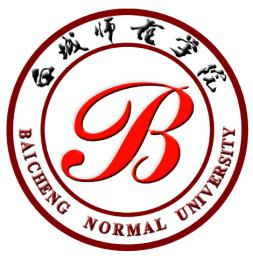 白城师范学院
B
BAICHENG NORMAL UNIVERSITY